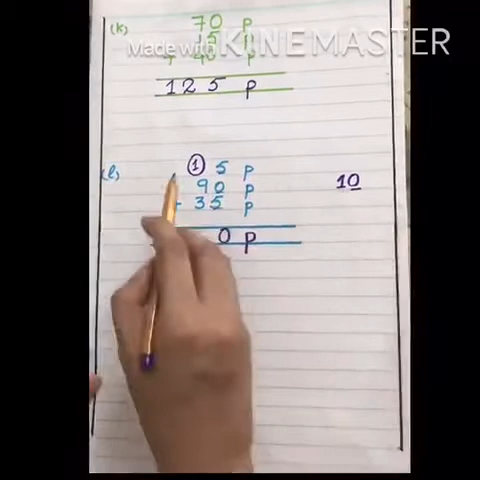 (k) 70 p
15 p
+ 40 p
125 p
Made with KINEMASTER
(l) ① 5 p
90 p
+ 35 p
0 p
10